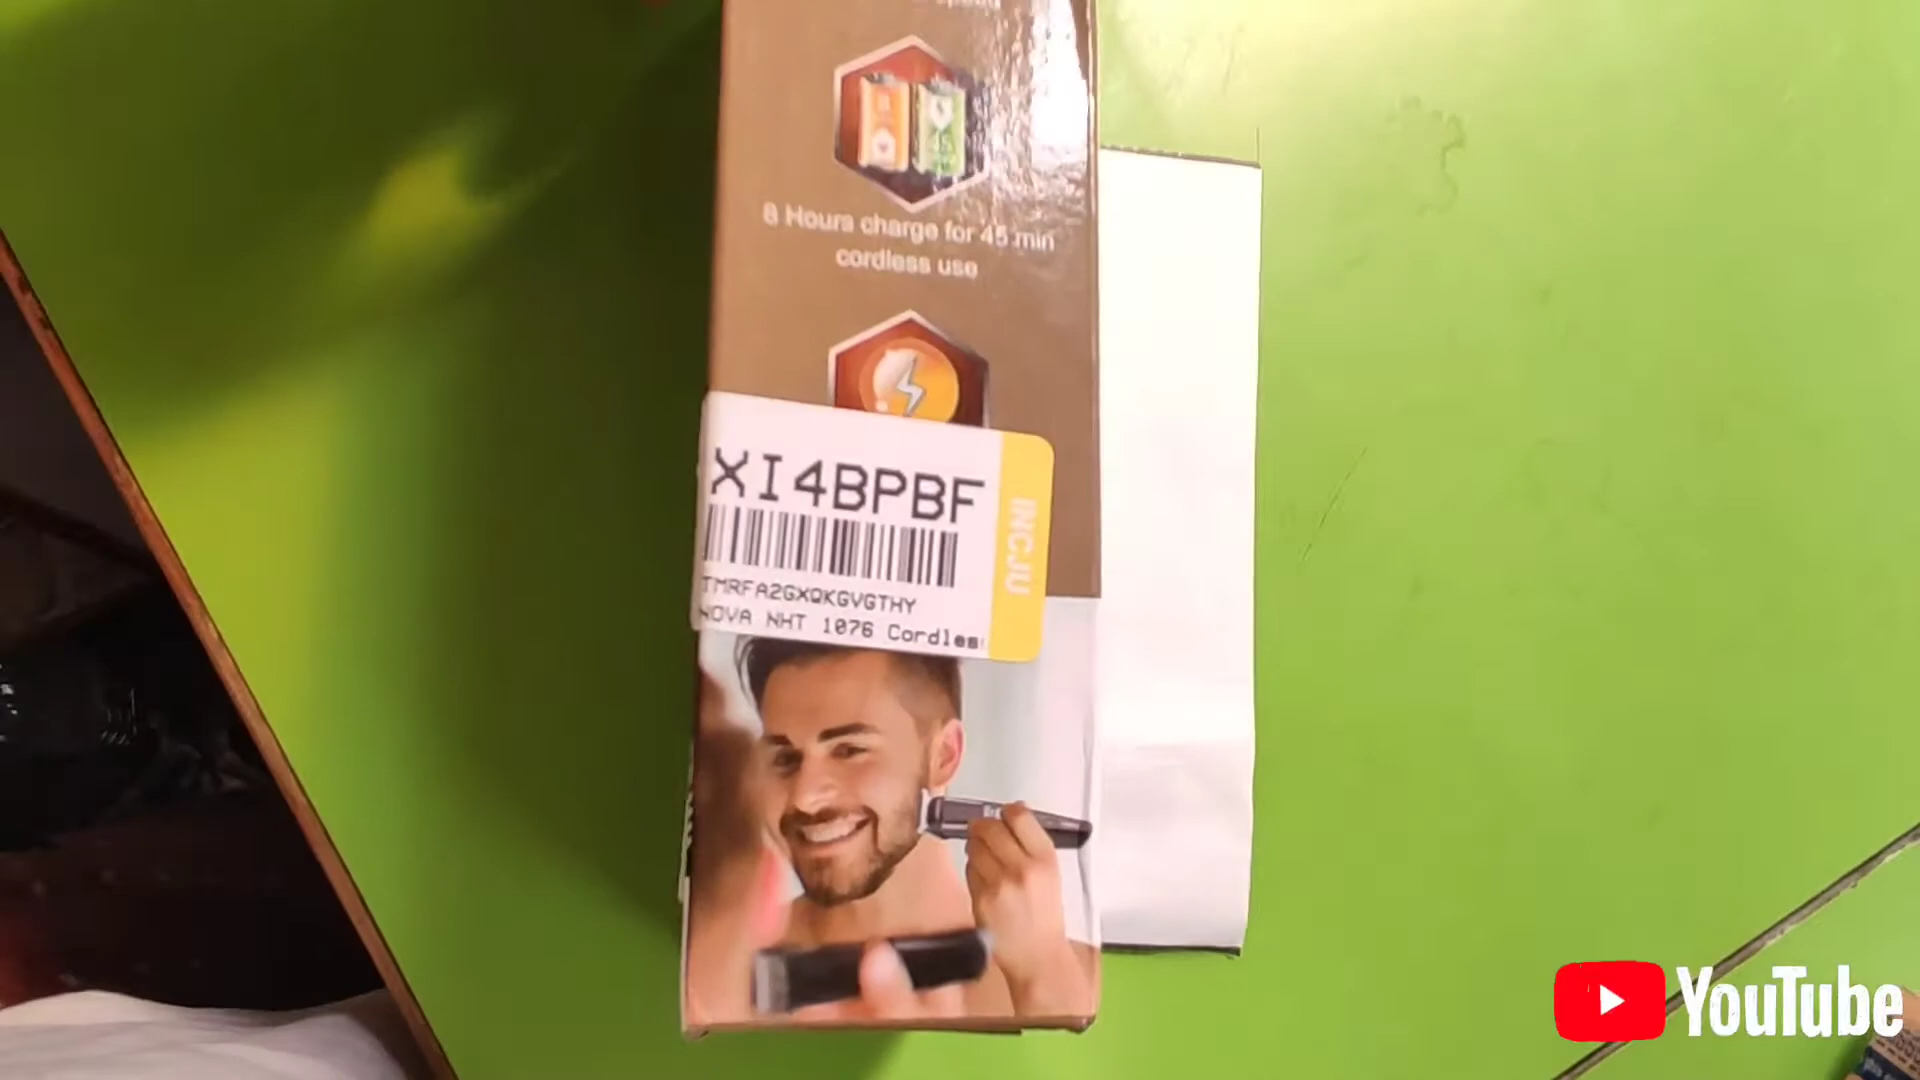 8 Hours charge for 45 min
cordless use
XI4BPBF
INCJU
TMRFA2GXQKGVGTHY
NOVA NHT 1076 Cordles
YouTube